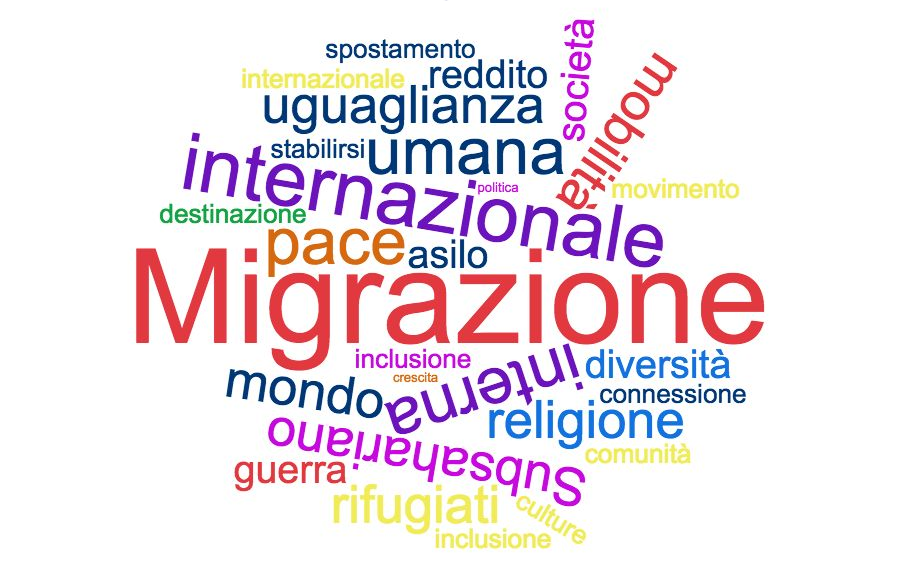 spostamento
società
internazionale
reddito
mobilità
uguaglianza
stabilirsi
umana
internazionale
politica
movimento
destinazione
pace
asilo
Migrazione
inclusione
diversità
crescita
interna
mondo
connessione
religione
Subsahariano
comunità
guerra
rifugiati
culture
inclusione